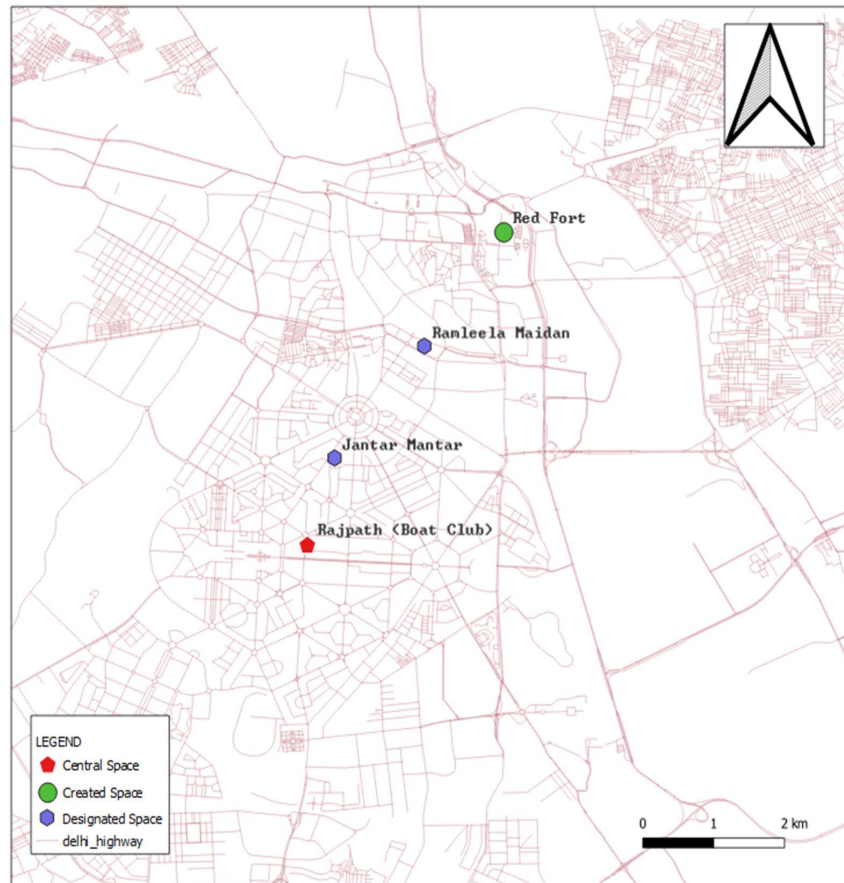 Red Fort
Ramleela Maidan
Jantar Mantar
Rajpath (Boat Club)
LEGEND
Central Space
Created Space
Designated Space
delhi_highway
0 1 2 km